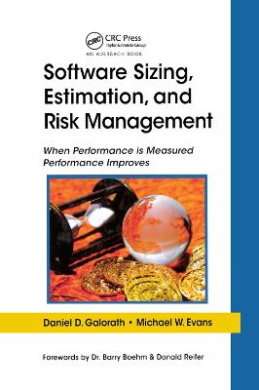 CRC Press
Taylor & Francis Group
AN AUERBACH BOOK
Software Sizing,
Estimation, and
Risk Management
When Performance is Measured
Performance Improves
Daniel D. Galorath • Michael W. Evans
Forewords by Dr. Barry Boehm & Donald Reifer